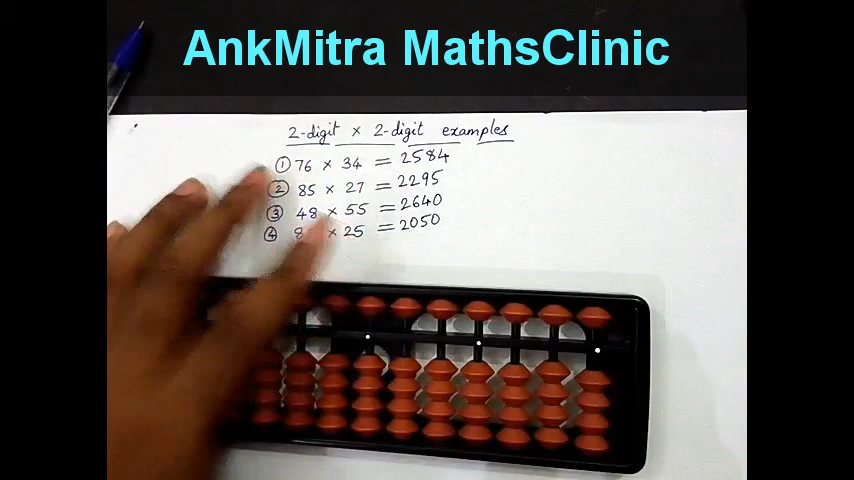 AnkMitra MathsClinic
2-digit × 2-digit examples
① 76 × 34 = 2584
② 85 × 27 = 2295
③ 48 × 55 = 2640
④ 8 × 25 = 2050